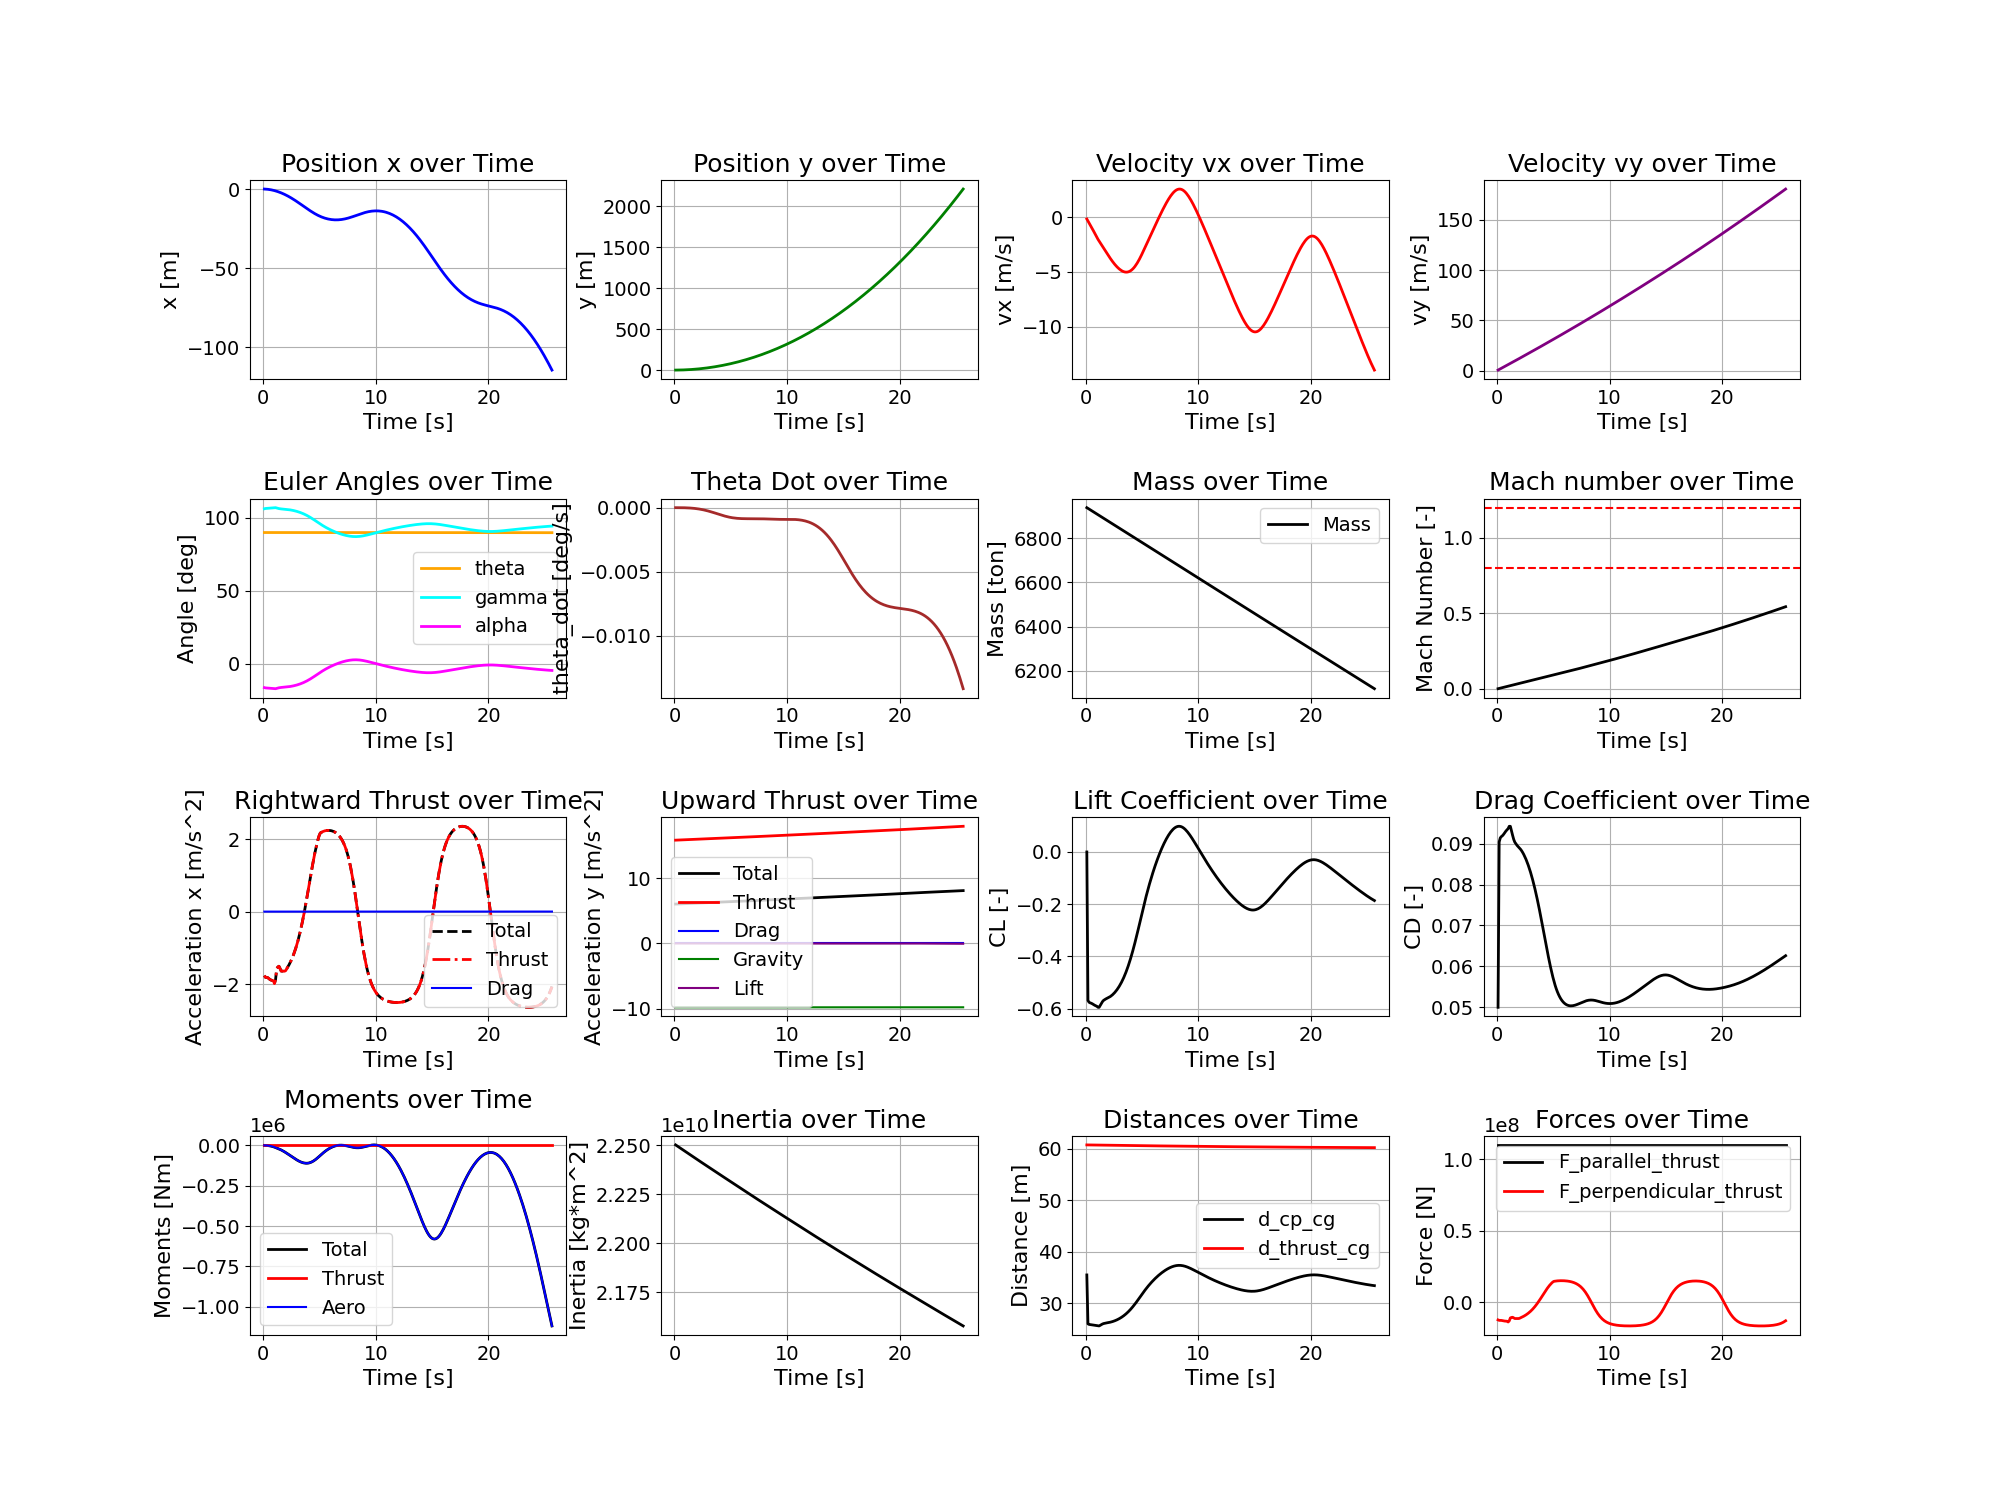 Position x over Time
x [m]
0
−50
−100
0 10 20
Time [s]
Position y over Time
y [m]
2000
1500
1000
500
0
0 10 20
Time [s]
Velocity vx over Time
vx [m/s]
0
−5
−10
0 10 20
Time [s]
Velocity vy over Time
vy [m/s]
150
100
50
0
0 10 20
Time [s]
Euler Angles over Time
Angle [deg]
100
50
0
theta
gamma
alpha
0 10 20
Time [s]
Theta Dot over Time
theta_dot [deg/s]
0.000
−0.005
−0.010
0 10 20
Time [s]
Mass over Time
Mass [ton]
6800
6600
6400
6200
Mass
0 10 20
Time [s]
Mach number over Time
Mach Number [-]
1.0
0.5
0.0
0 10 20
Time [s]
Rightward Thrust over Time
Acceleration x [m/s^2]
2
0
−2
Total
Thrust
Drag
0 10 20
Time [s]
Upward Thrust over Time
Acceleration y [m/s^2]
10
0
−10
Total
Thrust
Drag
Gravity
Lift
0 10 20
Time [s]
Lift Coefficient over Time
CL [-]
0.0
−0.2
−0.4
−0.6
0 10 20
Time [s]
Drag Coefficient over Time
CD [-]
0.09
0.08
0.07
0.06
0.05
0 10 20
Time [s]
Moments over Time
1e6
Moments [Nm]
0.00
−0.25
−0.50
−0.75
−1.00
Total
Thrust
Aero
0 10 20
Time [s]
Inertia over Time
1e10
Inertia [kg*m^2]
2.250
2.225
2.200
2.175
0 10 20
Time [s]
Distances over Time
Distance [m]
60
50
40
30
d_cp_cg
d_thrust_cg
0 10 20
Time [s]
Forces over Time
1e8
Force [N]
1.0
0.5
0.0
F_parallel_thrust
F_perpendicular_thrust
0 10 20
Time [s]